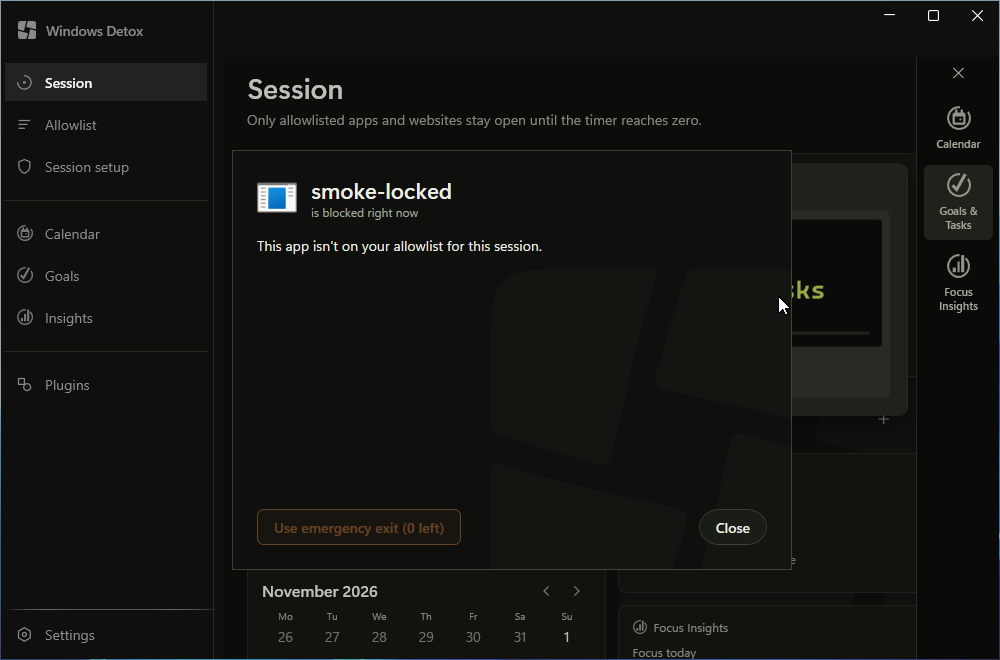 Windows Detox
Session
Allowlist
Session setup
Calendar
Goals
Insights
Plugins
Settings
Session
Only allowlisted apps and websites stay open until the timer reaches zero.
smoke-locked
is blocked right now
This app isn't on your allowlist for this session.
Use emergency exit (0 left)
Close
November 2026
Mo Tu We Th Fr Sa Su
26 27 28 29 30 31 1
Focus Insights
Focus today
Calendar
Goals &
Tasks
Focus
Insights